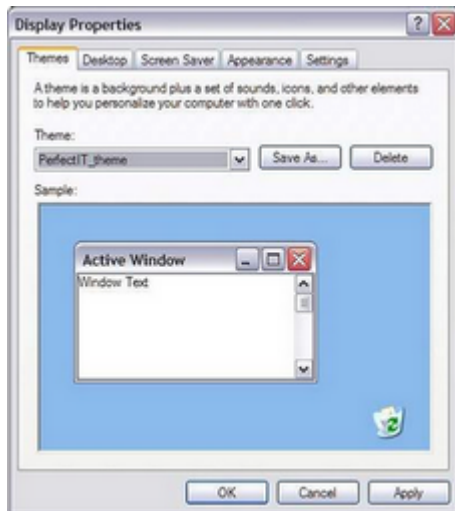 Display Properties
Themes Desktop Screen Saver Appearance Settings
A theme is a background plus a set of sounds, icons, and other elements
to help you personalize your computer with one click.
Theme:
PerfectIT_theme Save As... Delete
Sample:
Active Window
Window Text
OK Cancel Apply